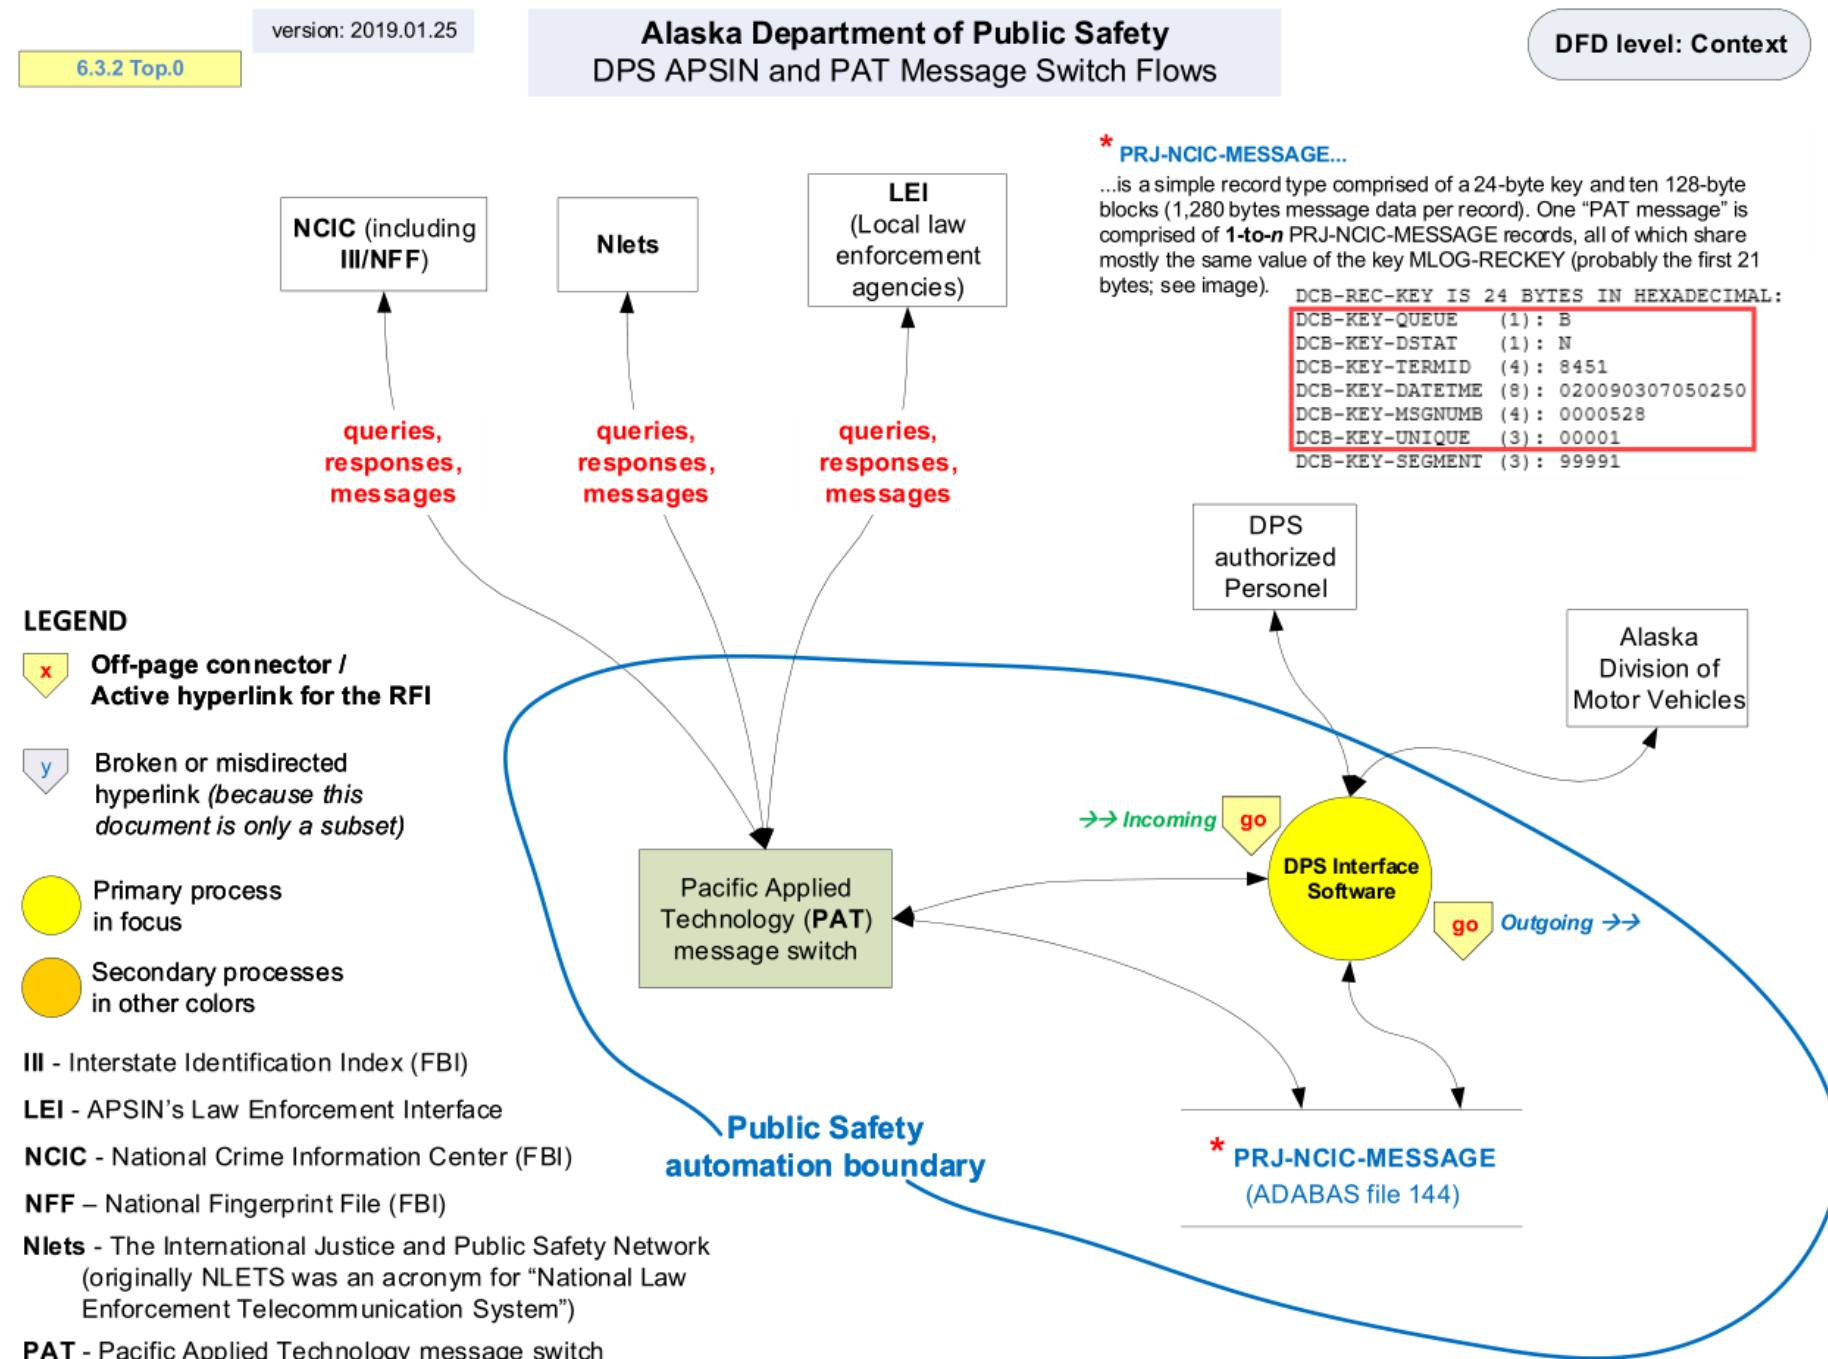 version: 2019.01.25
6.3.2 Top.0
Alaska Department of Public Safety
DPS APSIN and PAT Message Switch Flows
DFD level: Context
* PRJ-NCIC-MESSAGE...
...is a simple record type comprised of a 24-byte key and ten 128-byte
blocks (1,280 bytes message data per record). One “PAT message” is
comprised of 1-to-n PRJ-NCIC-MESSAGE records, all of which share
mostly the same value of the key MLOG-RECKEY (probably the first 21
bytes; see image).
DCB-REC-KEY IS 24 BYTES IN HEXADECIMAL:
DCB-KEY-QUEUE (1): B
DCB-KEY-DSTAT (1): N
DCB-KEY-TERMID (4): 8451
DCB-KEY-DATETME (8): 020090307050250
DCB-KEY-MSGNUMB (4): 0000528
DCB-KEY-UNIQUE (3): 00001
DCB-KEY-SEGMENT (3): 99991
NCIC (including
III/NFF)
Nlets
LEI
(Local law
enforcement
agencies)
queries,
responses,
messages
queries,
responses,
messages
queries,
responses,
messages
DPS
authorized
Personel
Alaska
Division of
Motor Vehicles
LEGEND
x
Off-page connector /
Active hyperlink for the RFI
y
Broken or misdirected
hyperlink (because this
document is only a subset)
Primary process
in focus
Secondary processes
in other colors
→→ Incoming
go
DPS Interface
Software
go
Outgoing →→
Pacific Applied
Technology (PAT)
message switch
Public Safety
automation boundary
* PRJ-NCIC-MESSAGE
(ADABAS file 144)
III - Interstate Identification Index (FBI)
LEI - APSIN’s Law Enforcement Interface
NCIC - National Crime Information Center (FBI)
NFF – National Fingerprint File (FBI)
Nlets - The International Justice and Public Safety Network
(originally NLETS was an acronym for “National Law
Enforcement Telecommunication System”)
PAT - Pacific Applied Technology message switch